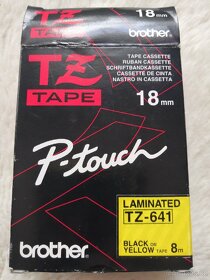 18mm
brother
TZ
TAPE
TAPE CASSETTE
RUBAN CASSETTE
SCHRIFTBANDKASSETTE
CASSETTE DE CINTA
NASTRO IN CASSETTA
18mm
P-touch
LAMINATED
TZ-641
BLACK ON
YELLOW TAPE 8m
brother